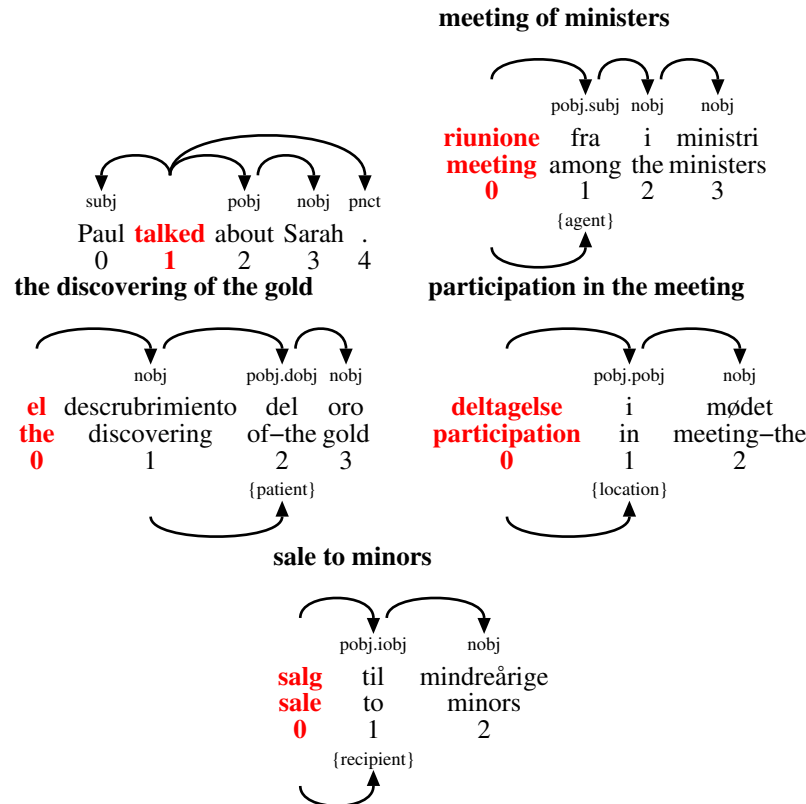 meeting of ministers
pobj.subj nobj nobj
riunione fra i ministri
meeting among the ministers
0 1 2 3
{agent}
subj pobj nobj pnct
Paul talked about Sarah .
0 1 2 3 4
the discovering of the gold
nobj pobj.dobj nobj
el descrubrimiento del oro
the discovering of−the gold
0 1 2 3
{patient}
participation in the meeting
pobj.pobj nobj
deltagelse i mødet
participation in meeting−the
0 1 2
{location}
sale to minors
pobj.iobj nobj
salg til mindreårige
sale to minors
0 1 2
{recipient}